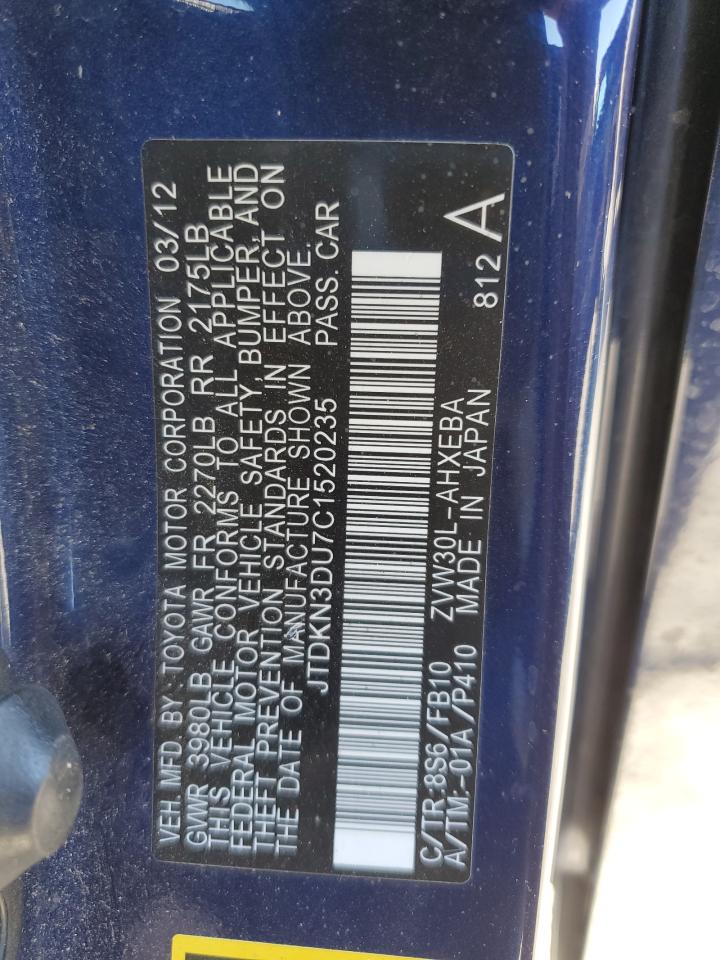 VEH MFD BY: TOYOTA MOTOR CORPORATION 03/12
GWR 3980LB GAWR FR 2270LB RR 2175LB
THIS VEHICLE CONFORMS TO ALL APPLICABLE
FEDERAL MOTOR VEHICLE SAFETY, BUMPER, AND
THEFT PREVENTION STANDARDS IN EFFECT ON
THE DATE OF MANUFACTURE SHOWN ABOVE.
JTDKN3DU7C1520235 PASS. CAR
C/TR:8S6/FB10 ZVW30L-AHXEBA
A/TM:-01A/P410 MADE IN JAPAN 812 A